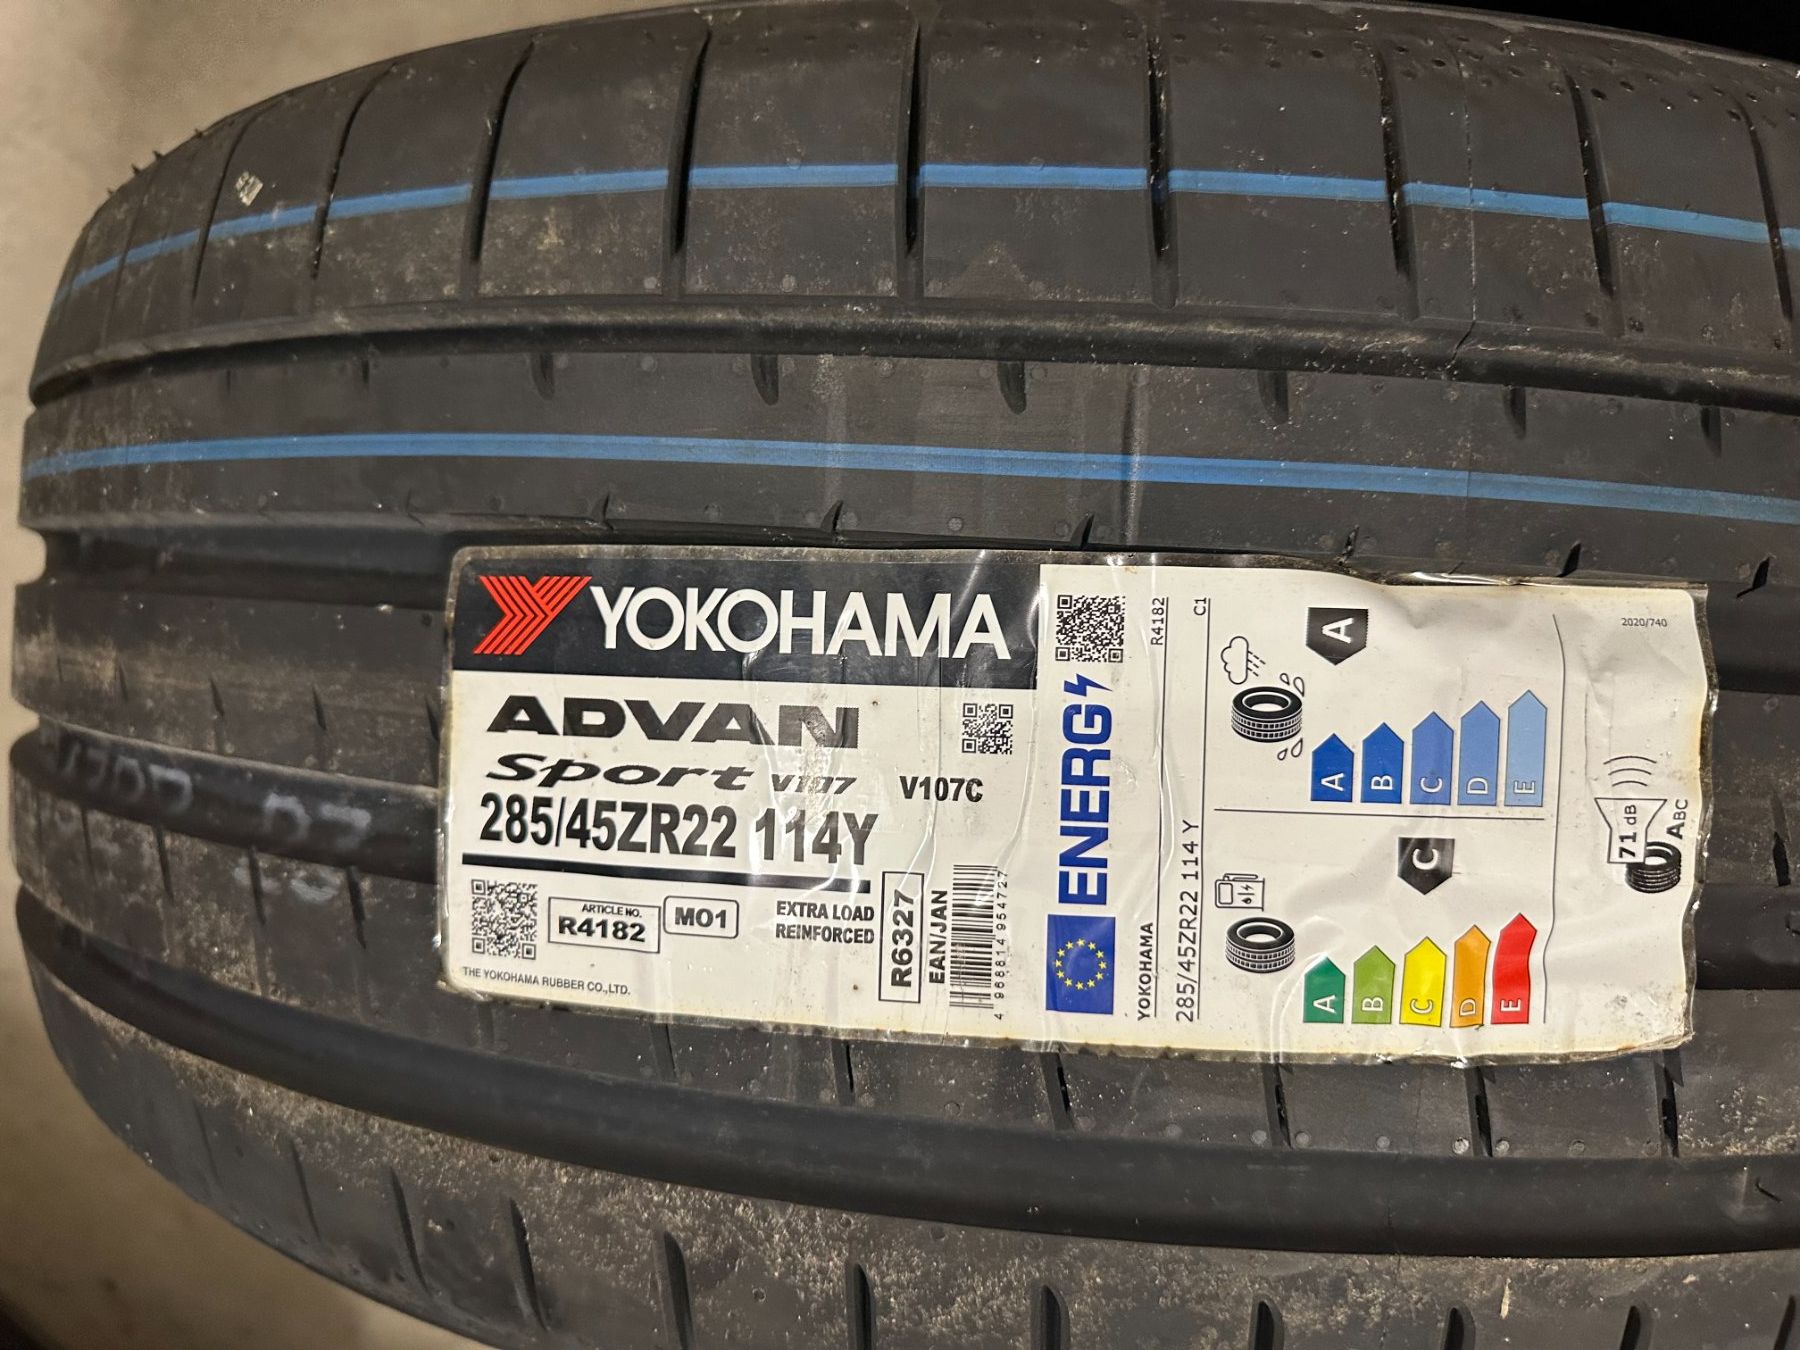 YOKOHAMA
ADVAN
Sport V107 V107C
285/45ZR22 114Y
ARTICLE NO.
R4182
MO1
EXTRA LOAD
REINFORCED
THE YOKOHAMA RUBBER CO.,LTD.
R6327
EAN/JAN
4 968814 954727
ENERG
YOKOHAMA
R4182
285/45ZR22 114Y
C1
A
A
B
C
D
E
C
A
B
C
D
E
2020/740
71 dB
ABC